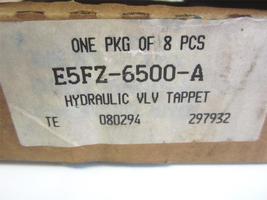 ONE PKG OF 8 PCS
E5FZ-6500-A
HYDRAULIC VLV TAPPET
TE 080294 297932